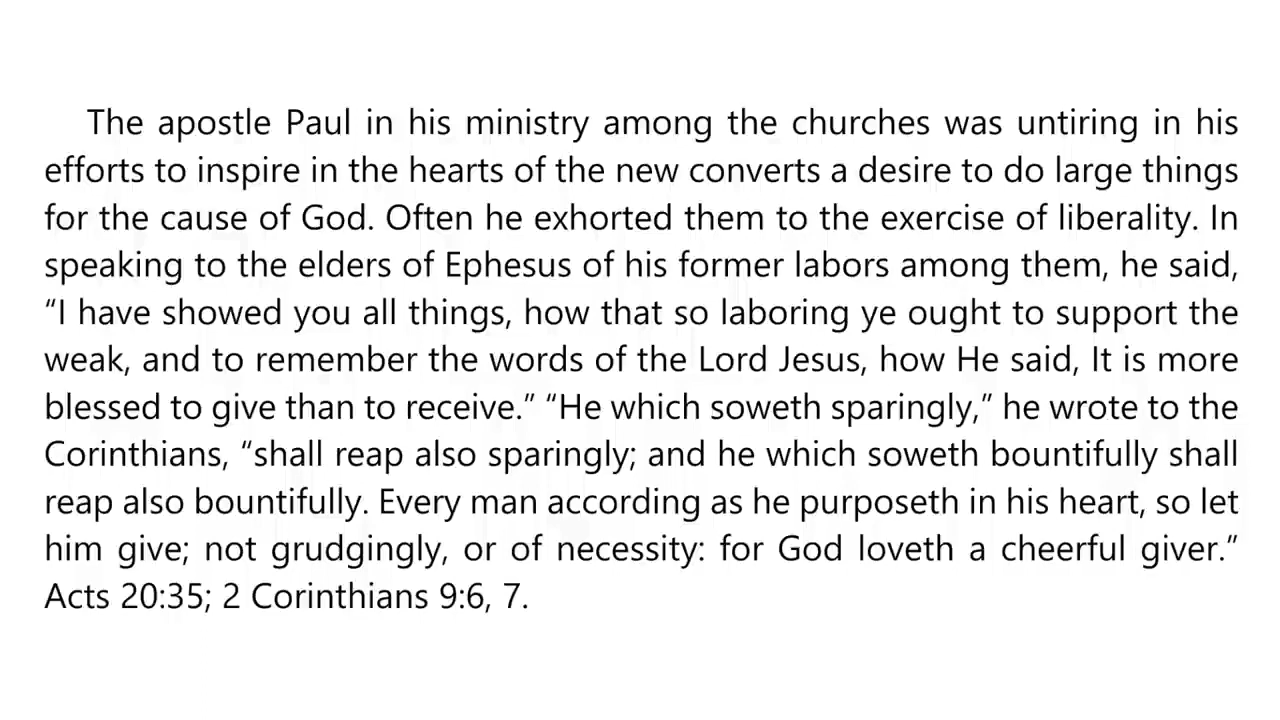 The apostle Paul in his ministry among the churches was untiring in his
efforts to inspire in the hearts of the new converts a desire to do large things
for the cause of God. Often he exhorted them to the exercise of liberality. In
speaking to the elders of Ephesus of his former labors among them, he said,
“I have showed you all things, how that so laboring ye ought to support the
weak, and to remember the words of the Lord Jesus, how He said, It is more
blessed to give than to receive.” “He which soweth sparingly,” he wrote to the
Corinthians, “shall reap also sparingly; and he which soweth bountifully shall
reap also bountifully. Every man according as he purposeth in his heart, so let
him give; not grudgingly, or of necessity: for God loveth a cheerful giver.”
Acts 20:35; 2 Corinthians 9:6, 7.